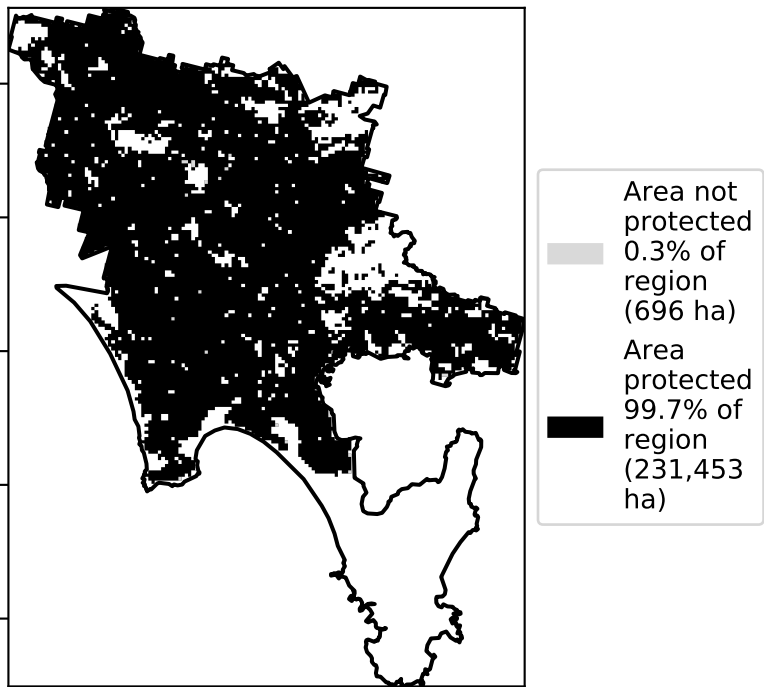 Area not
protected
0.3% of
region
(696 ha)
Area
protected
99.7% of
region
(231,453
ha)